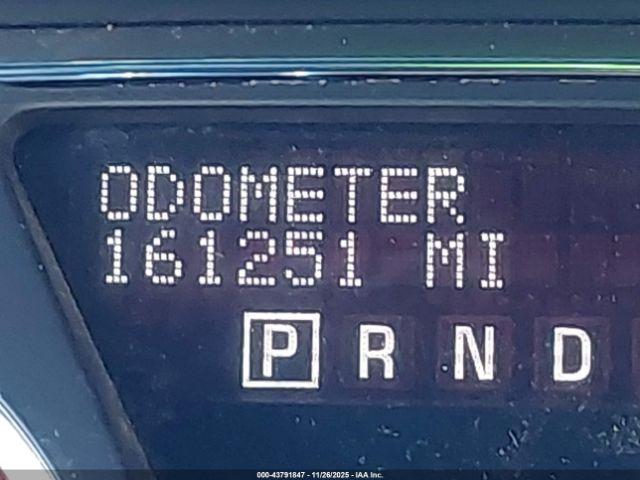 ODOMETER
161251 MI
P R N D
000-43791847 - 11/26/2025 - IAA Inc.